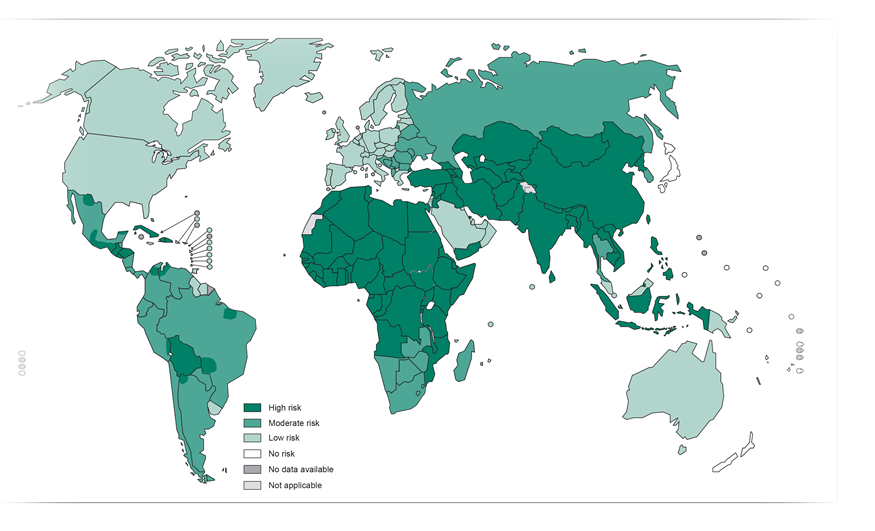 High risk
Moderate risk
Low risk
No risk
No data available
Not applicable